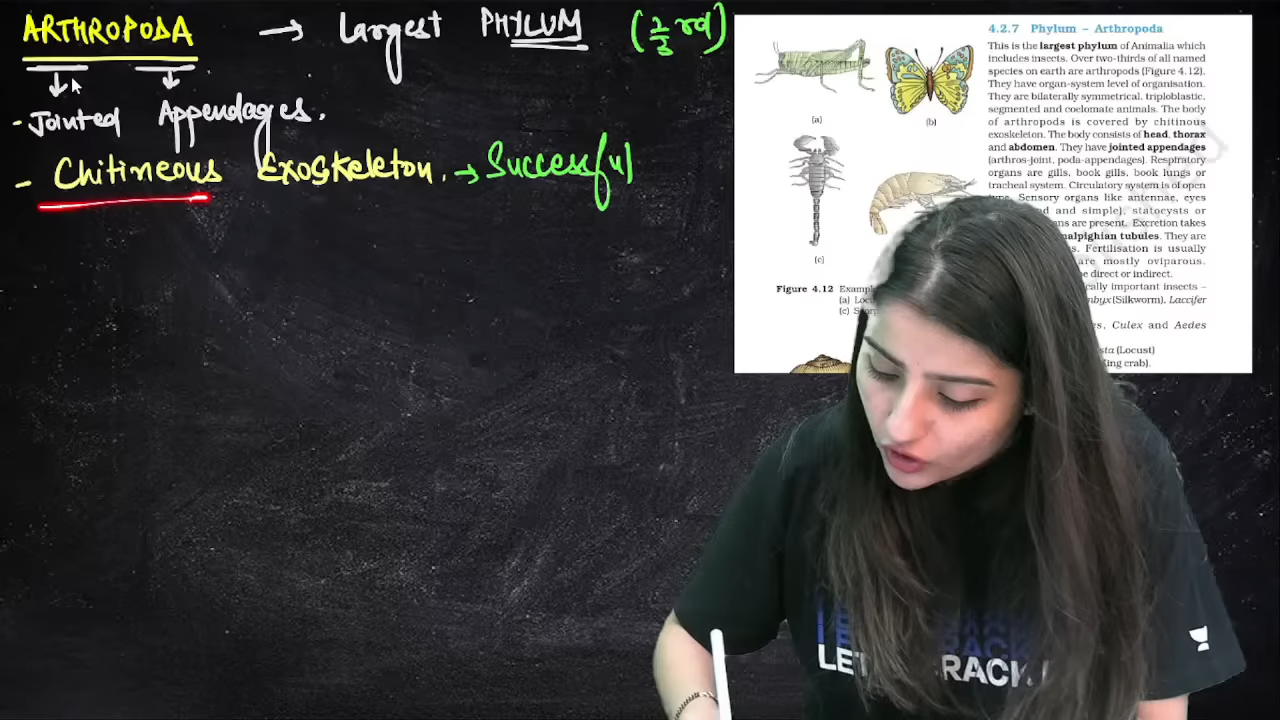 ARTHROPODA → Largest PHYLUM (2/3 rd)
- Jointed Appendages.
- Chitineous Exoskeleton. → Successful
4.2.7 Phylum – Arthropoda
This is the largest phylum of Animalia which
includes insects. Over two-thirds of all named
species on earth are arthropods (Figure 4.12).
They have organ-system level of organisation.
They are bilaterally symmetrical, triploblastic,
segmented and coelomate animals. The body
of arthropods is covered by chitinous
exoskeleton. The body consists of head, thorax
and abdomen. They have jointed appendages
(arthros-joint, poda-appendages). Respiratory
organs are gills, book gills, book lungs or
tracheal system. Circulatory system is of open
Sensory organs like antennae, eyes
and simple), statocysts or
are present. Excretion takes
malpighian tubules. They are
Fertilisation is usually
are mostly oviparous.
be direct or indirect.
important insects –
(Silkworm), Laccifer
Culex and Aedes
(Locust)
crab).
(a)
(b)
(c)
Figure 4.12
(a)
(c)
LET CRACK